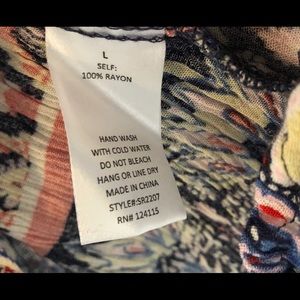 L
SELF:
100% RAYON
HAND WASH
WITH COLD WATER
DO NOT BLEACH
HANG OR LINE DRY
MADE IN CHINA
STYLE#:SR2207
RN# 124115